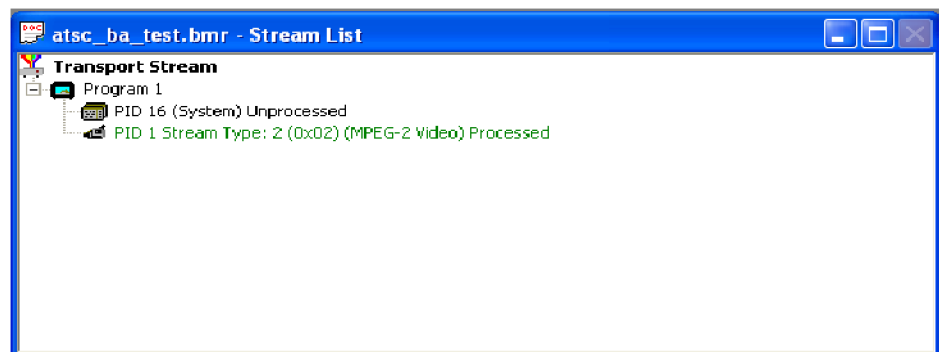 atsc_ba_test.bmr - Stream List
Transport Stream
Program 1
PID 16 (System) Unprocessed
PID 1 Stream Type: 2 (0x02) (MPEG-2 Video) Processed